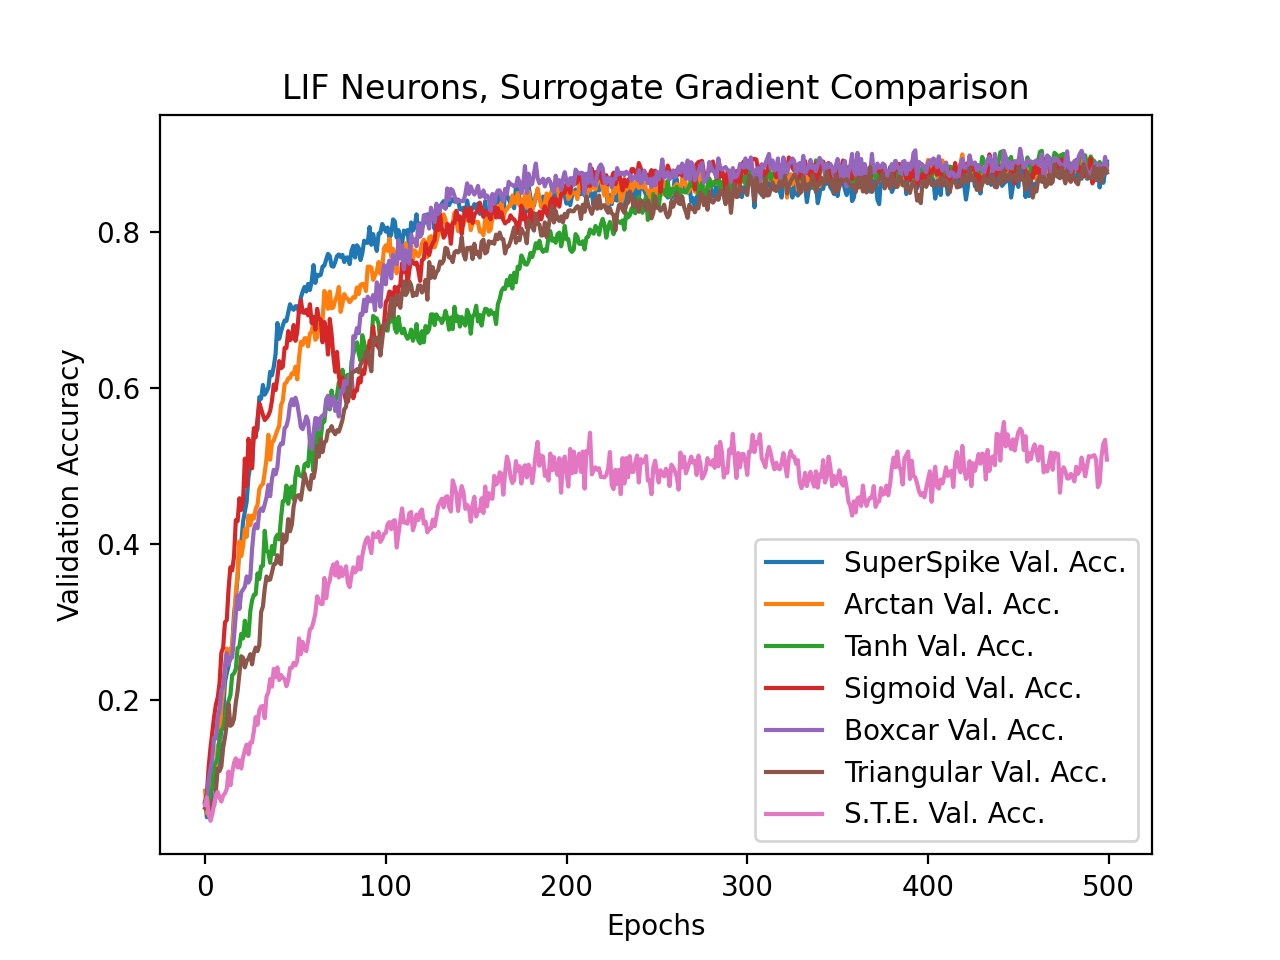 LIF Neurons, Surrogate Gradient Comparison
Validation Accuracy
0.8
0.6
0.4
0.2
SuperSpike Val. Acc.
Arctan Val. Acc.
Tanh Val. Acc.
Sigmoid Val. Acc.
Boxcar Val. Acc.
Triangular Val. Acc.
S.T.E. Val. Acc.
0 100 200 300 400 500
Epochs